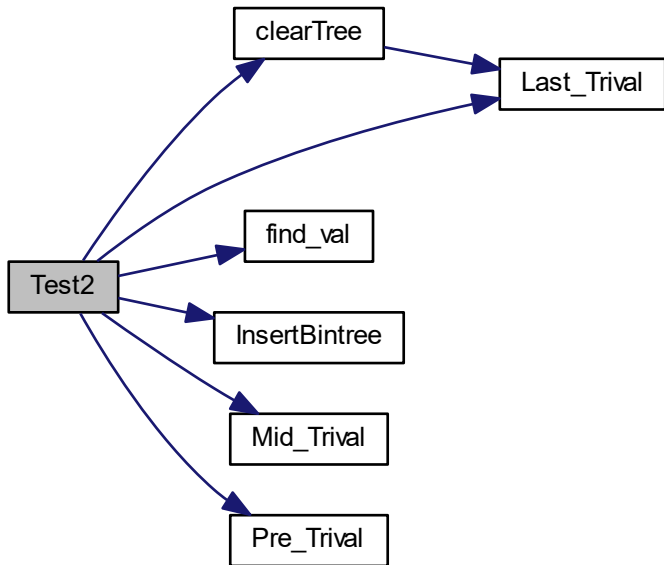 clearTree
Last_Trival
find_val
Test2
InsertBintree
Mid_Trival
Pre_Trival